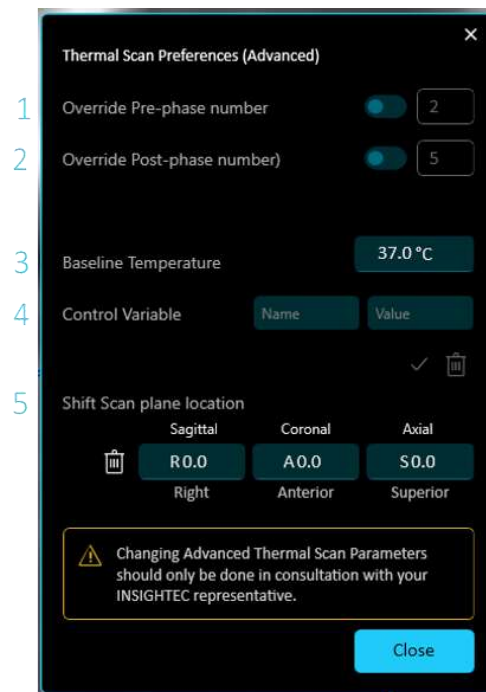 ×
Thermal Scan Preferences (Advanced)
1 Override Pre-phase number 2
2 Override Post-phase number) 5
3 Baseline Temperature 37.0 °C
4 Control Variable Name Value
5 Shift Scan plane location
Sagittal Coronal Axial
R0.0 A0.0 S0.0
Right Anterior Superior
Changing Advanced Thermal Scan Parameters
should only be done in consultation with your
INSIGHTEC representative.
Close